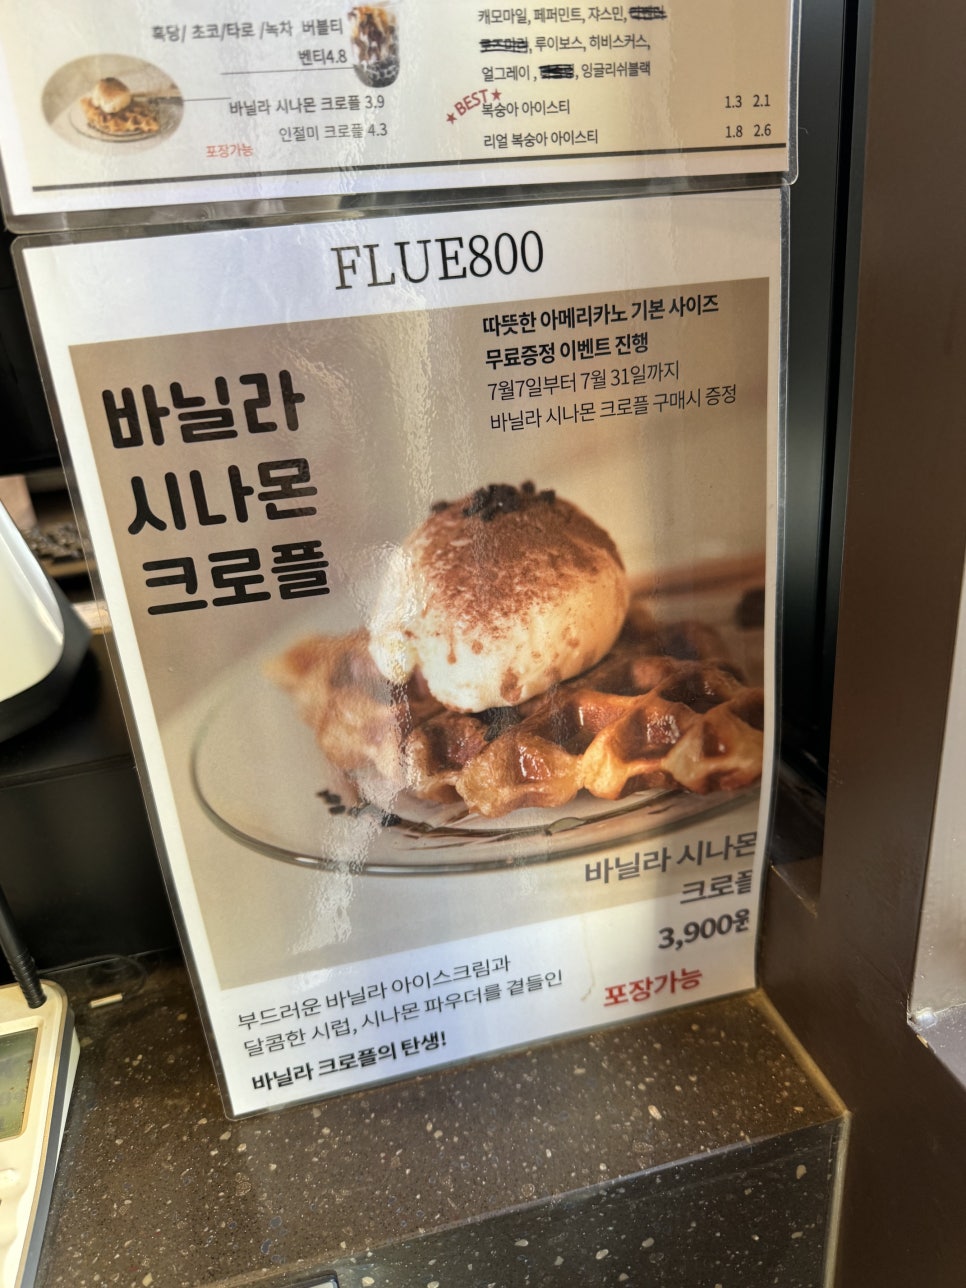 흑당/ 초코/타로 /녹차 버블티
벤티4.8
바닐라 시나몬 크로플 3.9
인절미 크로플 4.3
포장가능
캐모마일, 페퍼민트, 쟈스민,
루이보스, 히비스커스,
얼그레이 , 잉글리쉬블랙
★BEST★
복숭아 아이스티 1.3 2.1
리얼 복숭아 아이스티 1.8 2.6
FLUE800
따뜻한 아메리카노 기본 사이즈
무료증정 이벤트 진행
7월7일부터 7월 31일까지
바닐라 시나몬 크로플 구매시 증정
바닐라
시나몬
크로플
바닐라 시나몬
크로플
3,900원
포장가능
부드러운 바닐라 아이스크림과
달콤한 시럽, 시나몬 파우더를 곁들인
바닐라 크로플의 탄생!